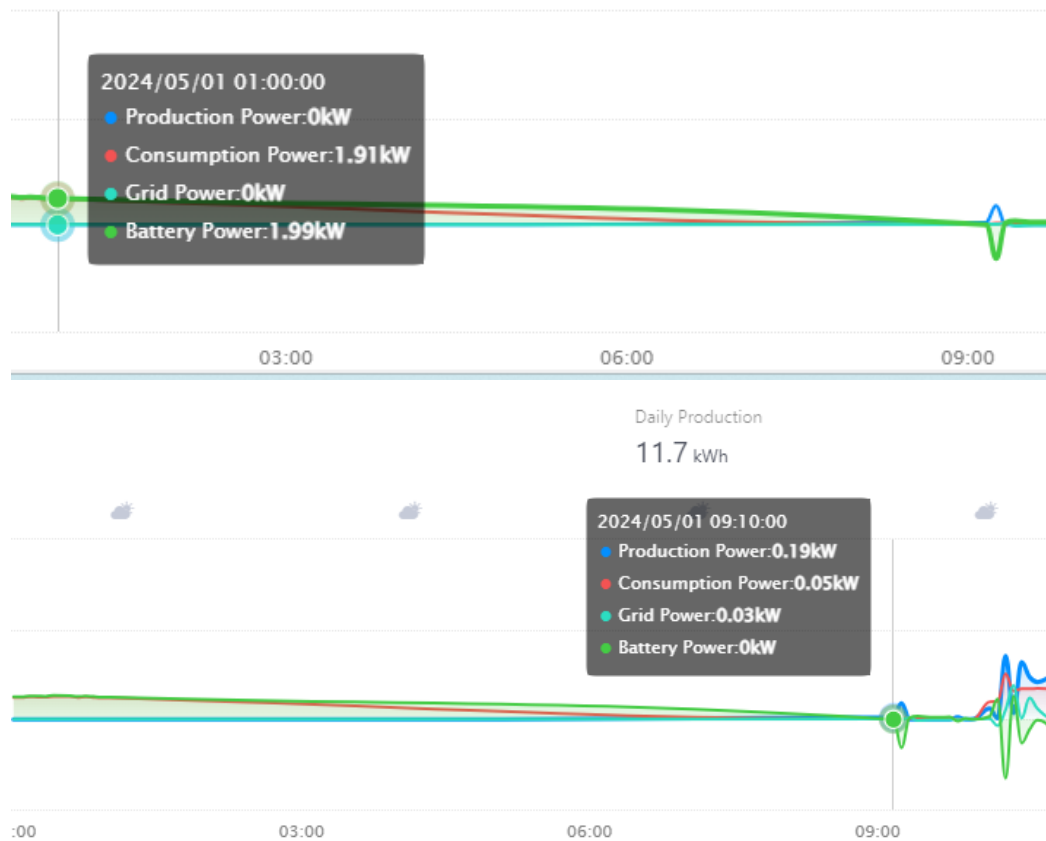 2024/05/01 01:00:00
Production Power:0kW
Consumption Power:1.91kW
Grid Power:0kW
Battery Power:1.99kW
03:00 06:00 09:00
Daily Production
11.7 kWh
2024/05/01 09:10:00
Production Power:0.19kW
Consumption Power:0.05kW
Grid Power:0.03kW
Battery Power:0kW
:00 03:00 06:00 09:00